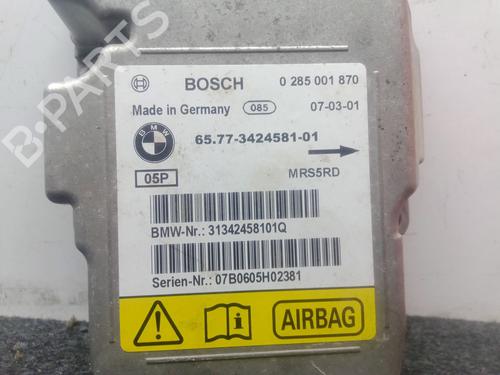 BOSCH 0 285 001 870
Made in Germany 085 07-03-01
BMW 65.77-3424581-01
05P MRS5RD
BMW-Nr.: 31342458101Q
Serien-Nr.: 07B0605H02381
AIRBAG
B-PARTS